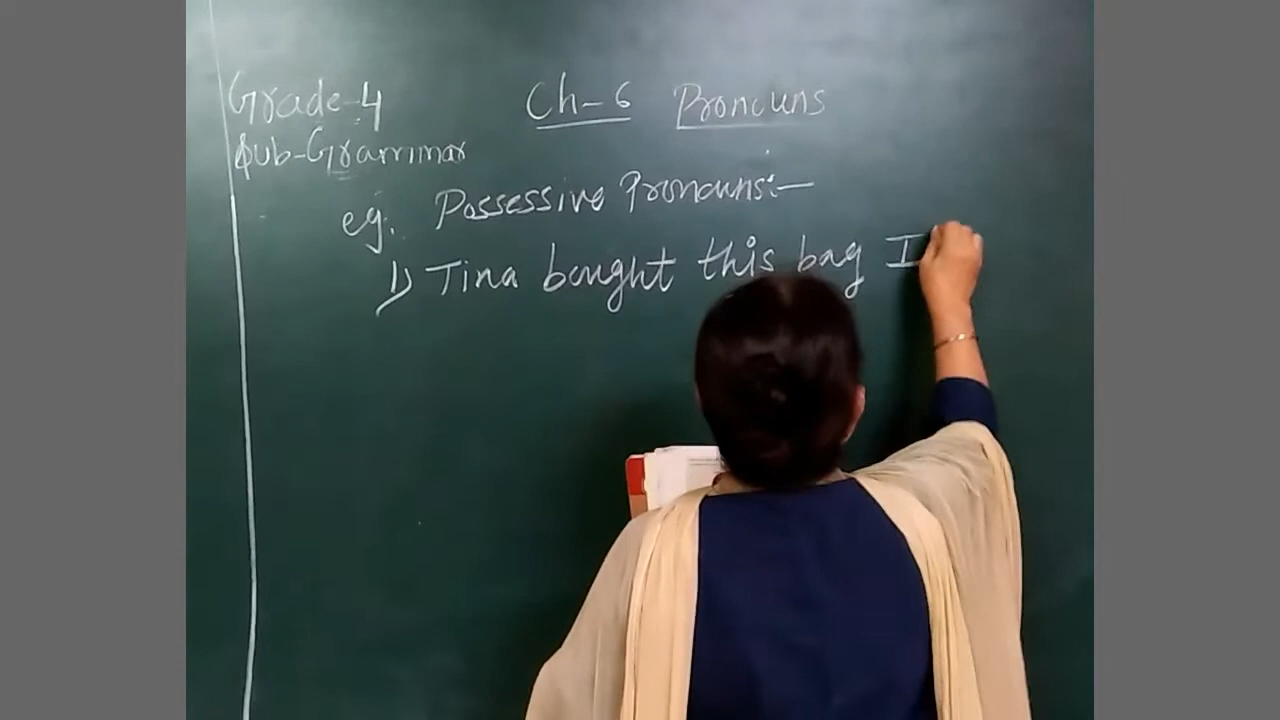 Grade-4
Ch-6 Pronouns
Sub-Grammar
eg. Possessive Pronouns:-
1) Tina bought this bag I